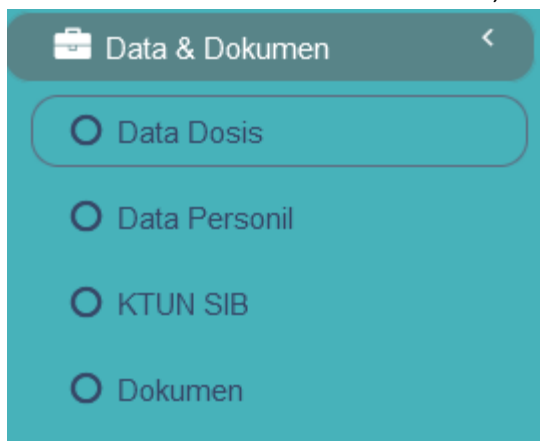 Data & Dokumen
Data Dosis
Data Personil
KTUN SIB
Dokumen